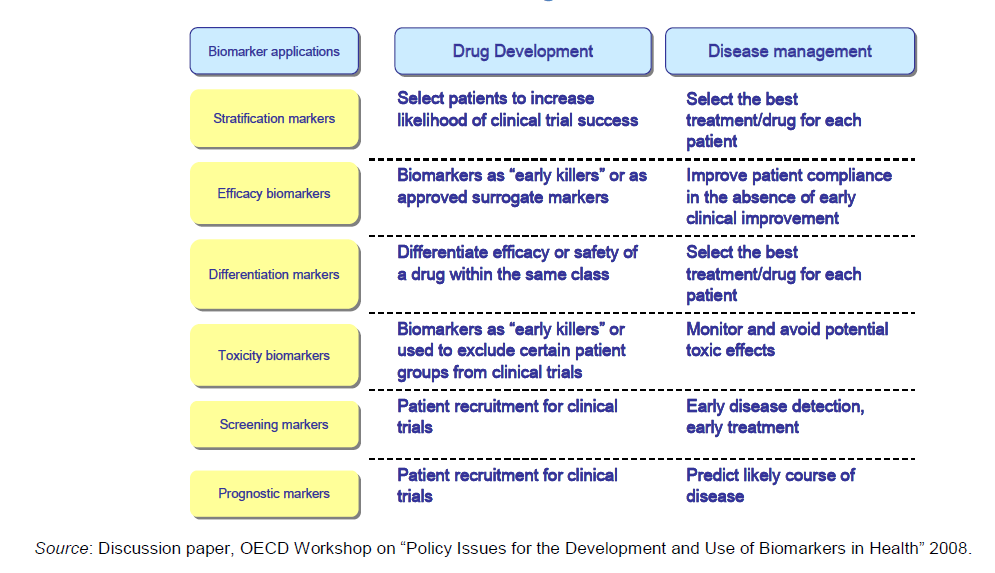 Biomarker applications
Drug Development
Disease management
Stratification markers
Select patients to increase
likelihood of clinical trial success
Select the best
treatment/drug for each
patient
Efficacy biomarkers
Biomarkers as “early killers” or as
approved surrogate markers
Improve patient compliance
in the absence of early
clinical improvement
Differentiation markers
Differentiate efficacy or safety of
a drug within the same class
Select the best
treatment/drug for each
patient
Toxicity biomarkers
Biomarkers as “early killers” or
used to exclude certain patient
groups from clinical trials
Monitor and avoid potential
toxic effects
Screening markers
Patient recruitment for clinical
trials
Early disease detection,
early treatment
Prognostic markers
Patient recruitment for clinical
trials
Predict likely course of
disease
Source: Discussion paper, OECD Workshop on “Policy Issues for the Development and Use of Biomarkers in Health” 2008.